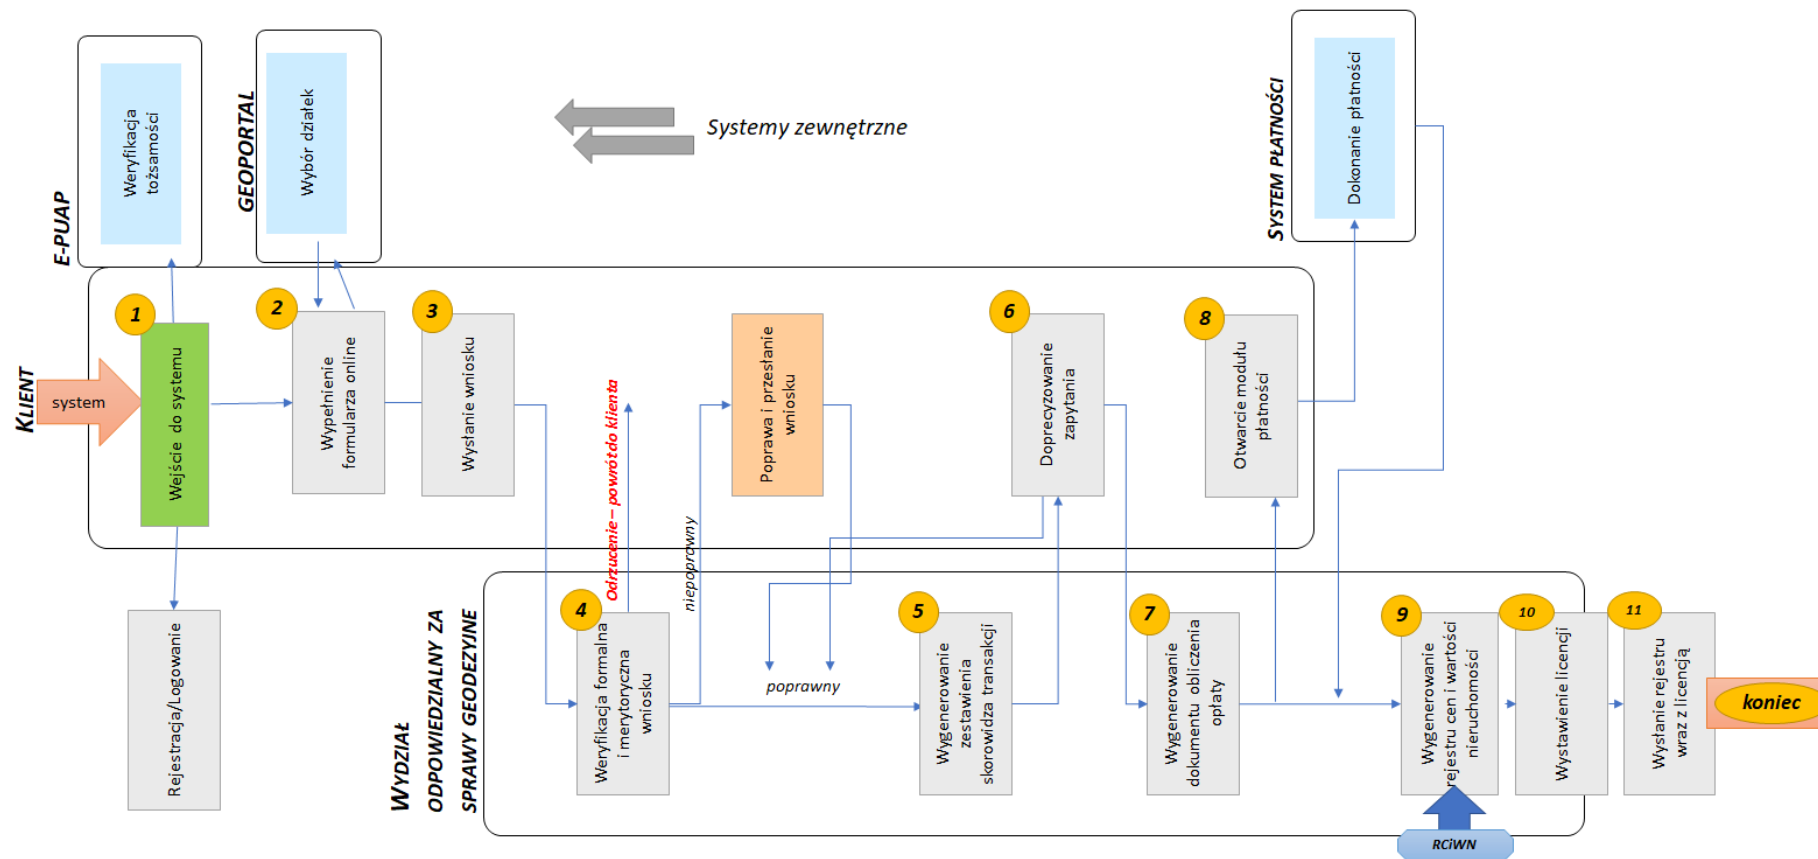 E-PUAP
Weryfikacja
tożsamości
GEOPORTAL
Wybór działek
Systemy zewnętrzne
SYSTEM PŁATNOŚCI
Dokonanie płatności
KLIENT
system
1
Wejście do systemu
2
Wypełnienie
formularza online
3
Wysłanie wniosku
Odrzucenie – powrót do klienta
niepoprawny
Poprawa i przesłanie
wniosku
6
Doprecyzowanie
zapytania
8
Otwarcie modułu
płatności
Rejestracja/Logowanie
WYDZIAŁ
ODPOWIEDZIALNY ZA
SPRAWY GEODEZYJNE
4
Weryfikacja formalna
i merytoryczna
wniosku
poprawny
5
Wygenerowanie
zestawienia
skorowidza transakcji
7
Wygenerowanie
dokumentu obliczenia
opłaty
9
Wygenerowanie
rejestru cen i wartości
nieruchomości
RCiWN
10
Wystawienie licencji
11
Wysłanie rejestru
wraz z licencją
koniec